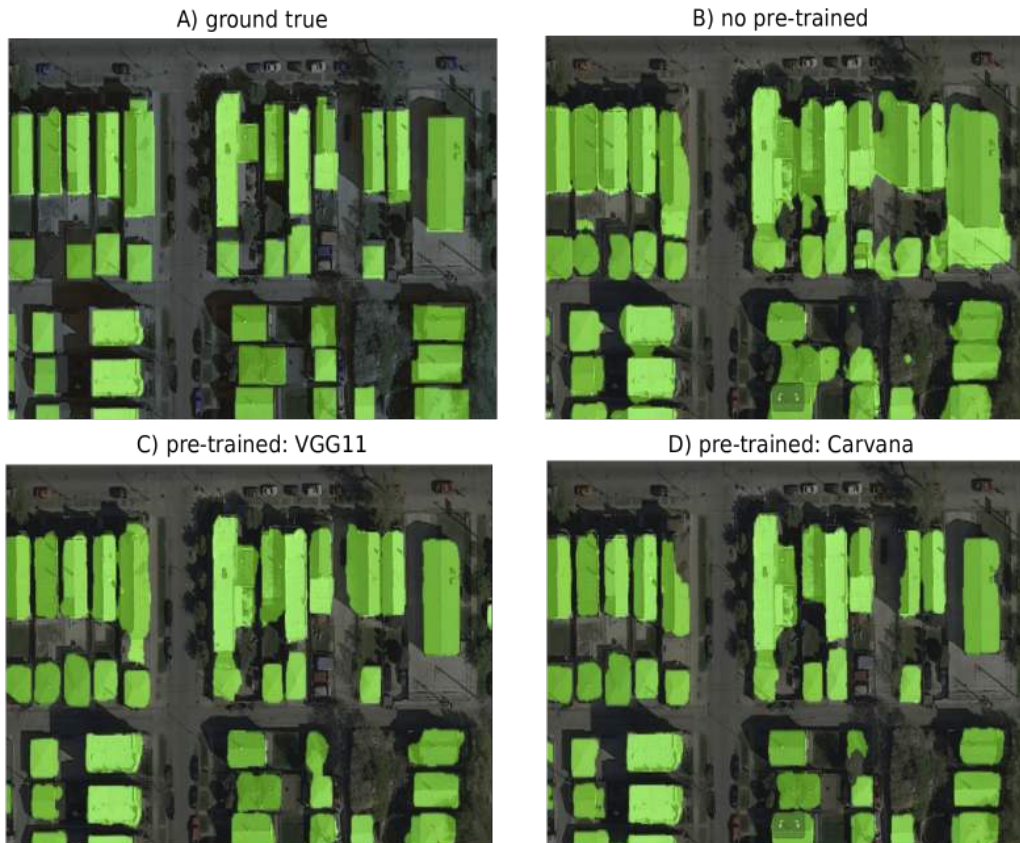 A) ground true
B) no pre-trained
C) pre-trained: VGG11
D) pre-trained: Carvana